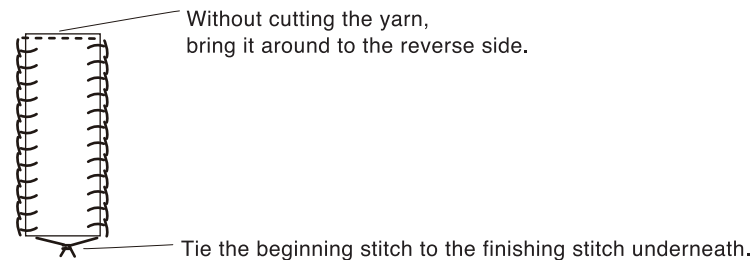 Without cutting the yarn,
bring it around to the reverse side.
Tie the beginning stitch to the finishing stitch underneath.